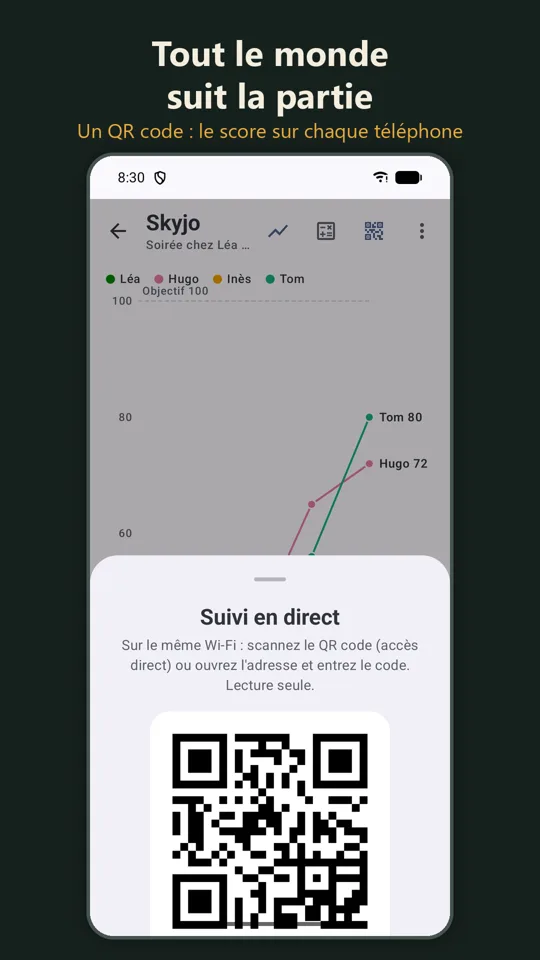 Tout le monde
suit la partie
Un QR code : le score sur chaque téléphone
8:30
Skyjo
Soirée chez Léa ...
Léa Hugo Inès Tom
Objectif 100
100
80
Tom 80
Hugo 72
60
Suivi en direct
Sur le même Wi-Fi : scannez le QR code (accès
direct) ou ouvrez l'adresse et entrez le code.
Lecture seule.